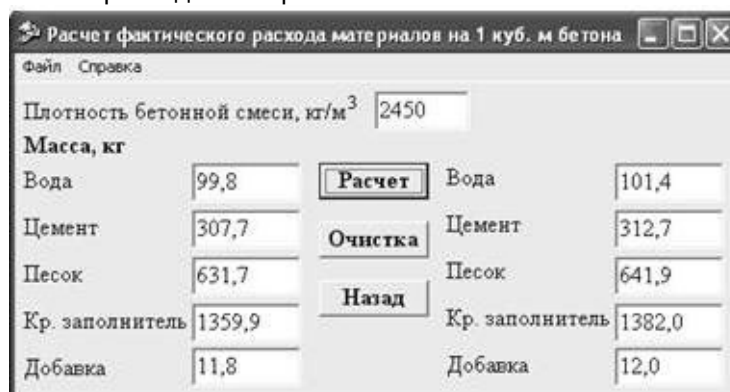 Расчет фактического расхода материалов на 1 куб. м бетона
Файл Справка
Плотность бетонной смеси, кг/м³ 2450
Масса, кг
Вода 99,8 Расчет Вода 101,4
Цемент 307,7 Очистка Цемент 312,7
Песок 631,7 Назад Песок 641,9
Кр. заполнитель 1359,9 Кр. заполнитель 1382,0
Добавка 11,8 Добавка 12,0